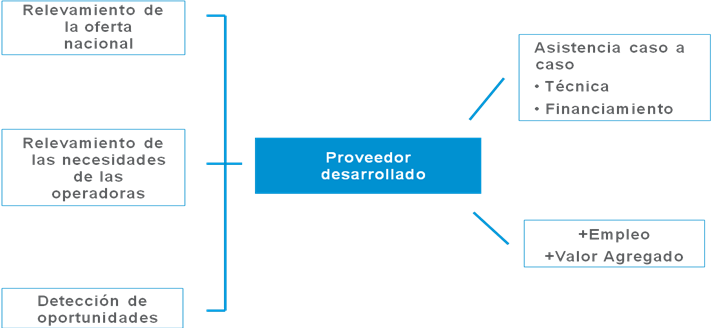 Relevamiento de
la oferta
nacional
Relevamiento de
las necesidades
de las
operadoras
Detección de
oportunidades
Proveedor
desarrollado
Asistencia caso a
caso
• Técnica
• Financiamiento
+Empleo
+Valor Agregado